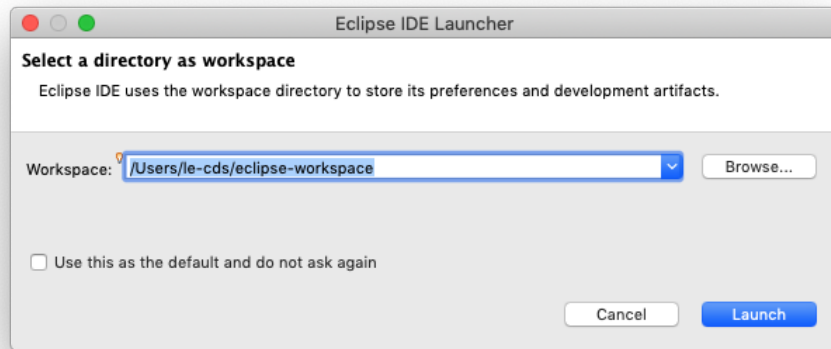 Eclipse IDE Launcher
Select a directory as workspace
Eclipse IDE uses the workspace directory to store its preferences and development artifacts.
Workspace: /Users/le-cds/eclipse-workspace Browse...
Use this as the default and do not ask again
Cancel Launch